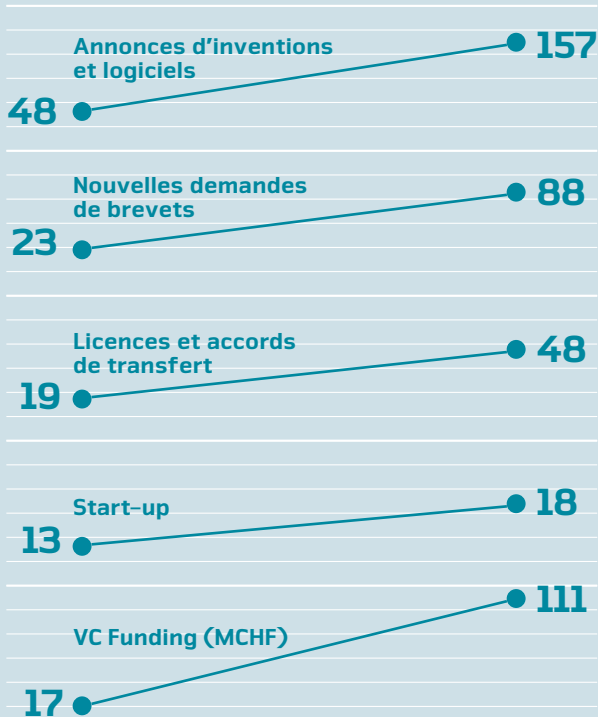 Annonces d'inventions
et logiciels
157
48
Nouvelles demandes
de brevets
88
23
Licences et accords
de transfert
48
19
Start-up
18
13
111
VC Funding (MCHF)
17